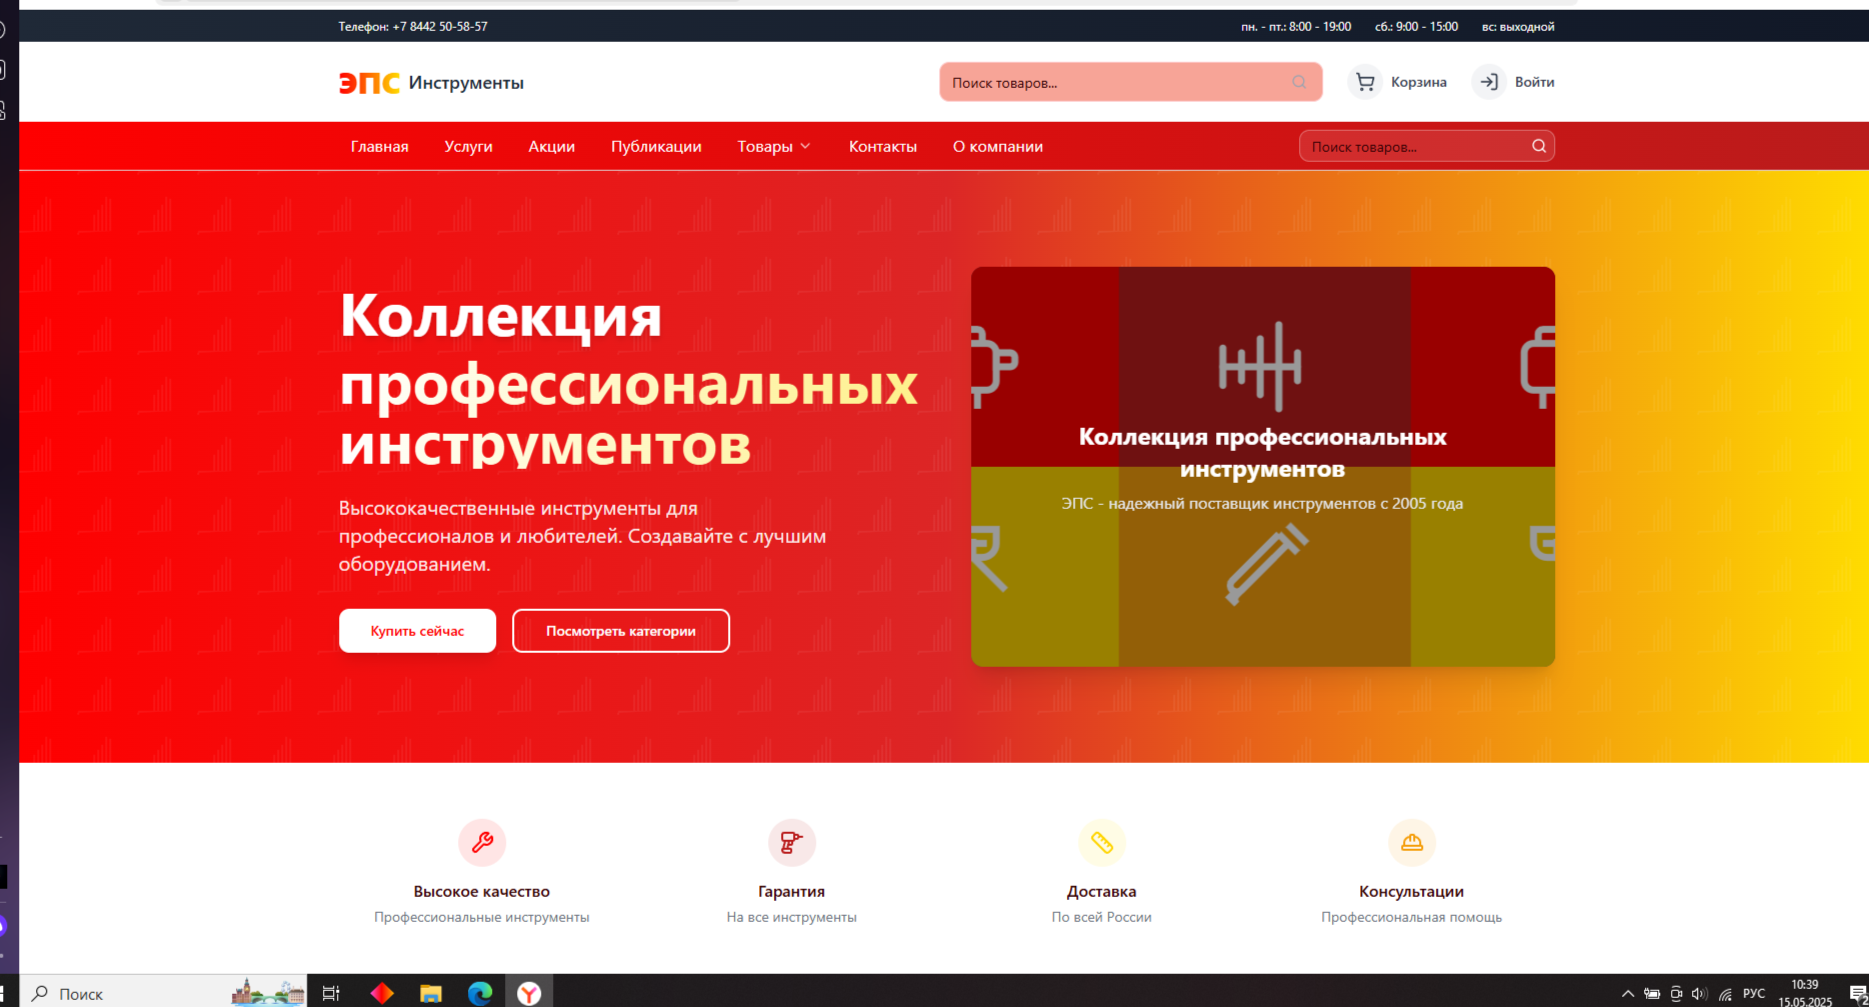 Телефон: +7 8442 50-58-57
пн. - пт.: 8:00 - 19:00
сб.: 9:00 - 15:00
вс: выходной
ЭПС Инструменты
Поиск товаров...
Корзина
Войти
Главная
Услуги
Акции
Публикации
Товары
Контакты
О компании
Поиск товаров...
Коллекция
профессиональных
инструментов
Высококачественные инструменты для
профессионалов и любителей. Создавайте с лучшим
оборудованием.
Купить сейчас
Посмотреть категории
Коллекция профессиональных
инструментов
ЭПС - надежный поставщик инструментов с 2005 года
Высокое качество
Профессиональные инструменты
Гарантия
На все инструменты
Доставка
По всей России
Консультации
Профессиональная помощь
Поиск
РУС
10:39
15.05.2025
2